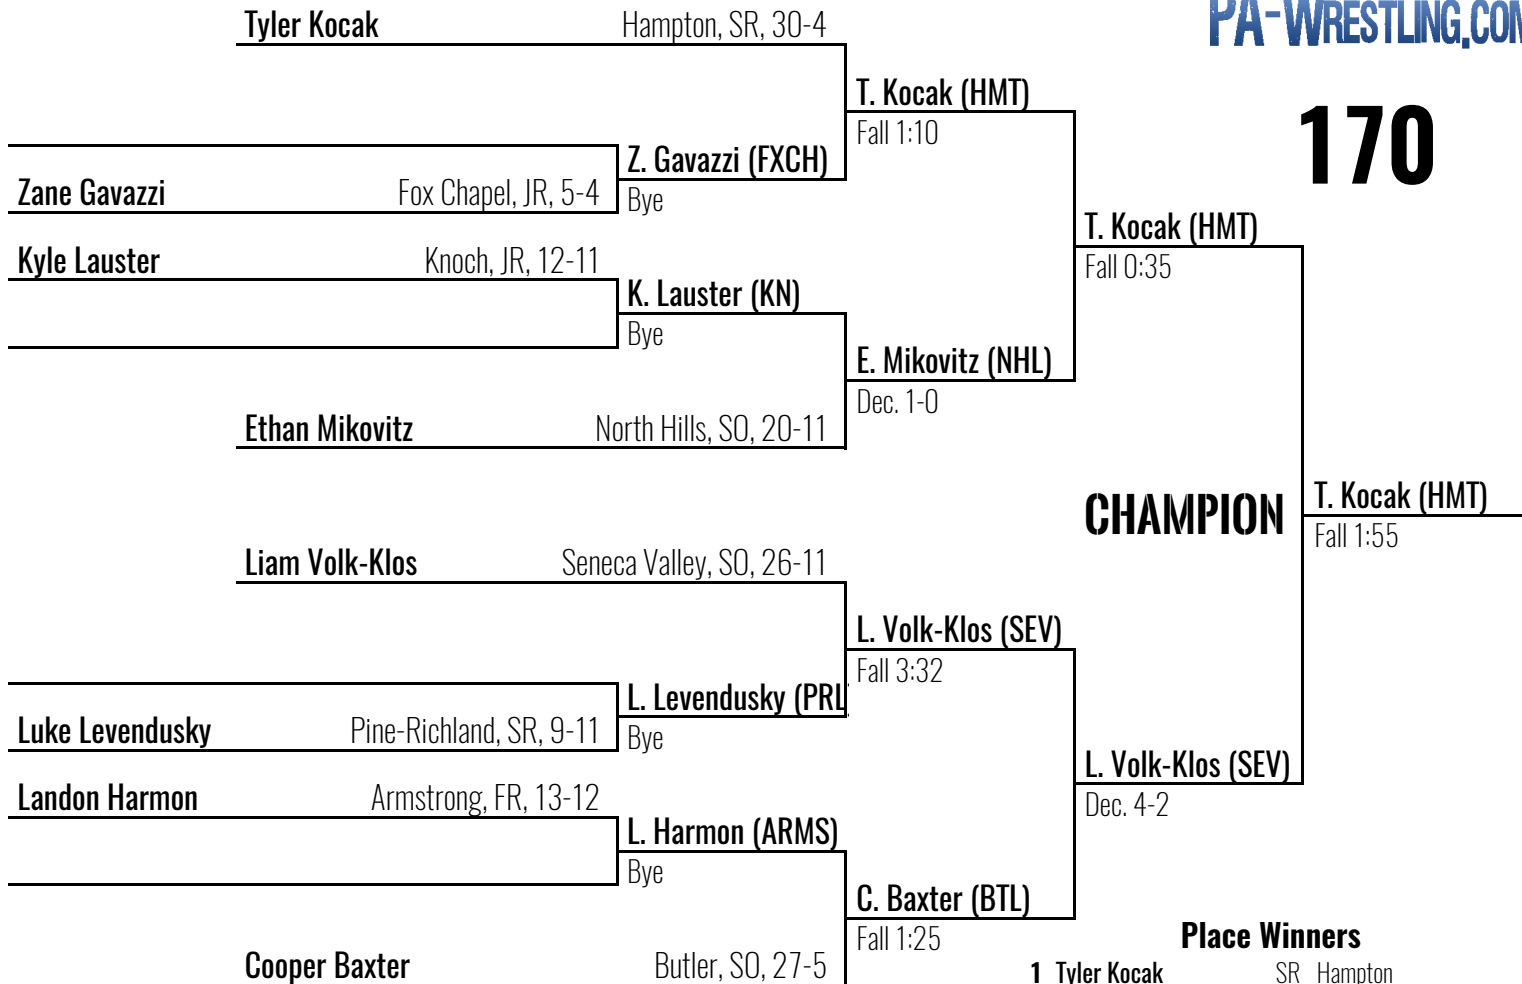 PA-WRESTLING.COM
170
Tyler Kocak Hampton, SR, 30-4
T. Kocak (HMT)
Fall 1:10
Z. Gavazzi (FXCH)
Zane Gavazzi Fox Chapel, JR, 5-4
Bye
T. Kocak (HMT)
Fall 0:35
Kyle Lauster Knoch, JR, 12-11
K. Lauster (KN)
Bye
E. Mikovitz (NHL)
Dec. 1-0
Ethan Mikovitz North Hills, SO, 20-11
CHAMPION
T. Kocak (HMT)
Fall 1:55
Liam Volk-Klos Seneca Valley, SO, 26-11
L. Volk-Klos (SEV)
Fall 3:32
L. Levendusky (PRL
Luke Levendusky Pine-Richland, SR, 9-11
Bye
L. Volk-Klos (SEV)
Dec. 4-2
Landon Harmon Armstrong, FR, 13-12
L. Harmon (ARMS)
Bye
C. Baxter (BTL)
Fall 1:25
Cooper Baxter Butler, SO, 27-5
Place Winners
1 Tyler Kocak SR Hampton